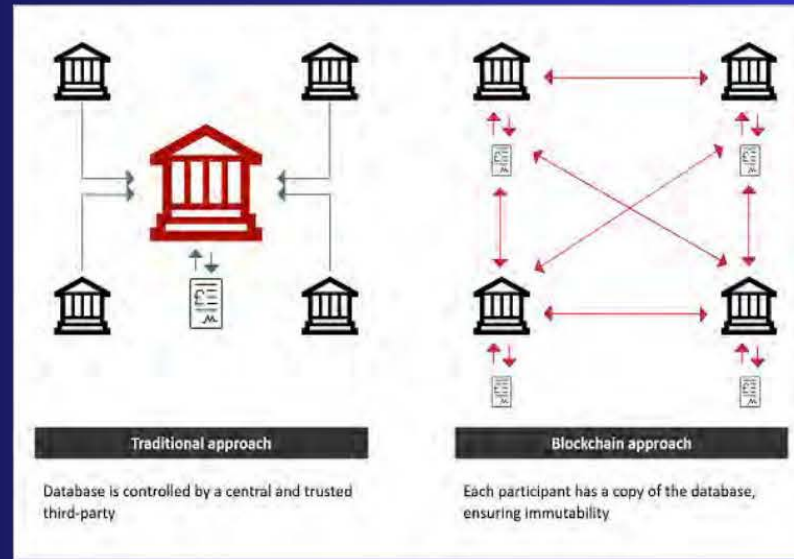 Traditional approach
Database is controlled by a central and trusted
third-party
Blockchain approach
Each participant has a copy of the database,
ensuring immutability
£
£
£
£
£